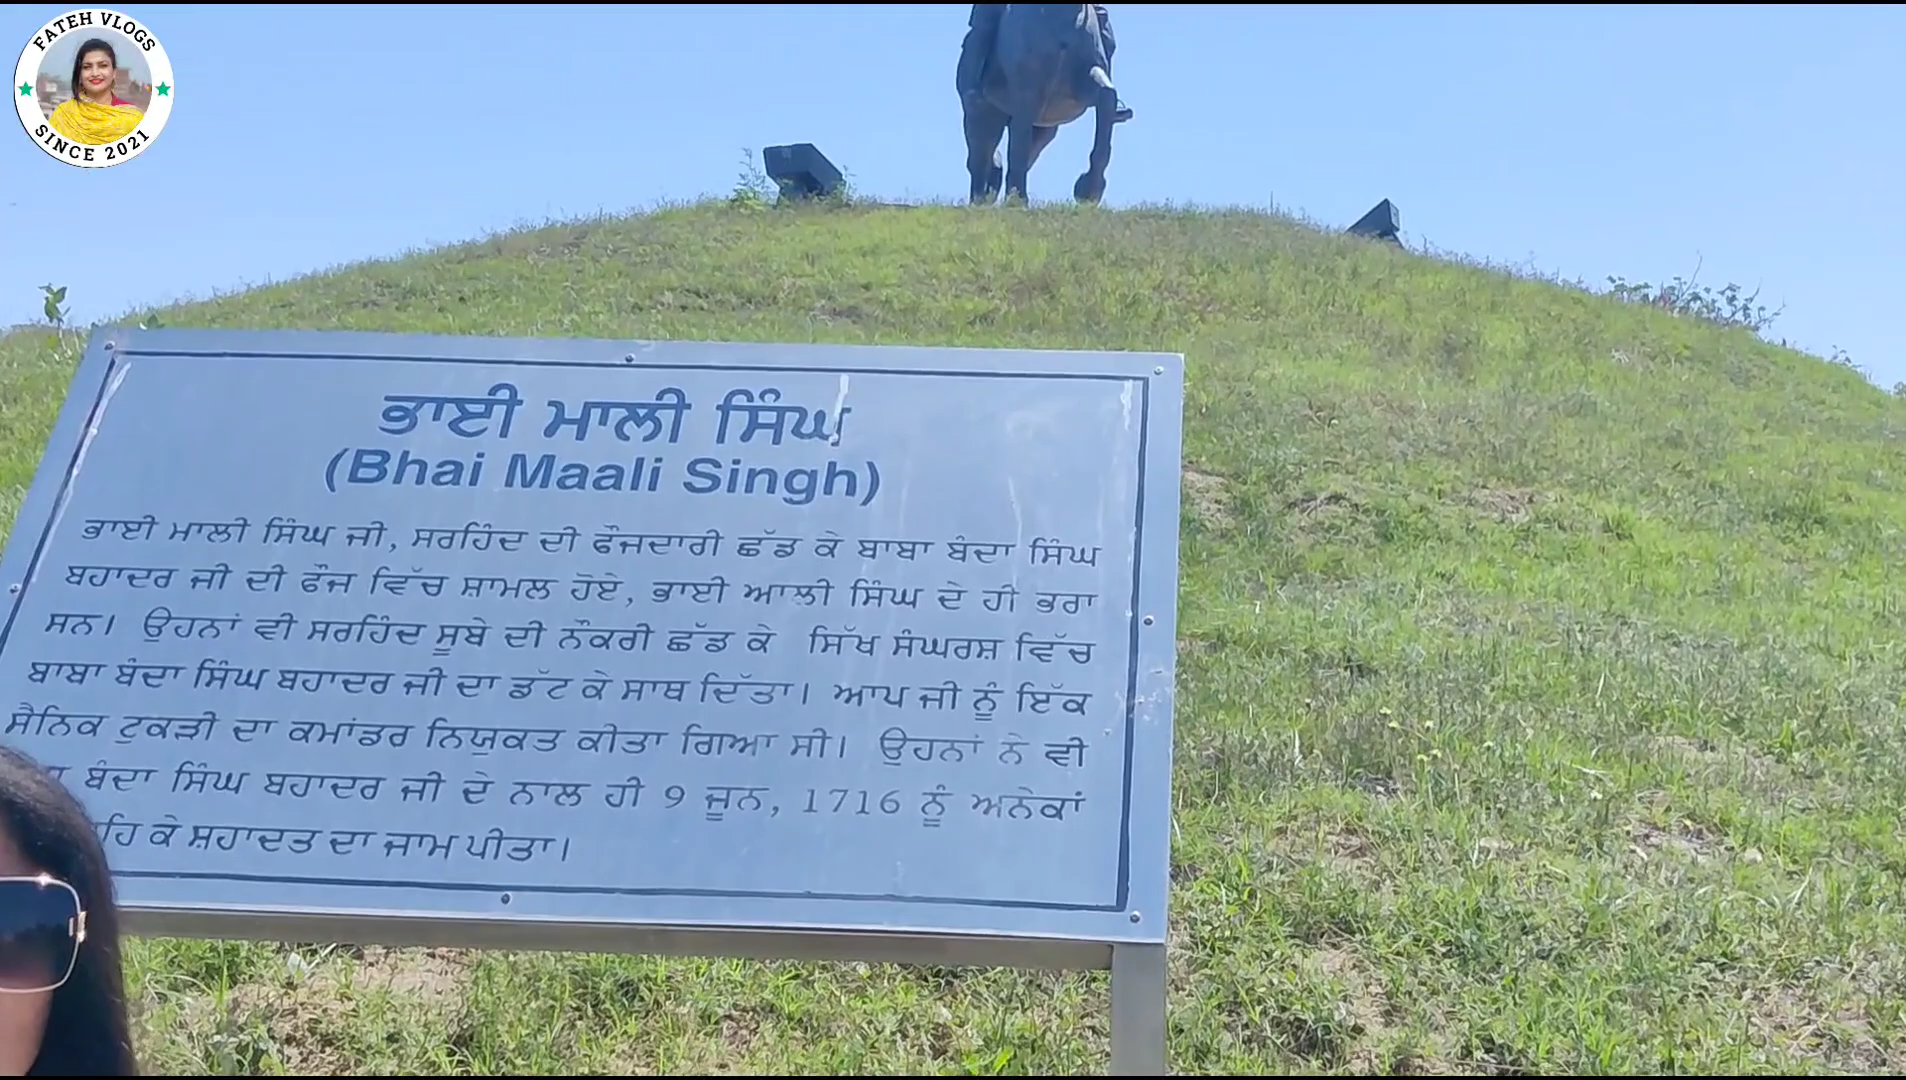 FATEH VLOGS
SINCE 2021
ਭਾਈ ਮਾਲੀ ਸਿੰਘ
(Bhai Maali Singh)
ਭਾਈ ਮਾਲੀ ਸਿੰਘ ਜੀ, ਸਰਹਿੰਦ ਦੀ ਫੌਜਦਾਰੀ ਛੱਡ ਕੇ ਬਾਬਾ ਬੰਦਾ ਸਿੰਘ
ਬਹਾਦਰ ਜੀ ਦੀ ਫੌਜ ਵਿੱਚ ਸ਼ਾਮਲ ਹੋਏ, ਭਾਈ ਆਲੀ ਸਿੰਘ ਦੇ ਹੀ ਭਰਾ
ਸਨ। ਉਹਨਾਂ ਵੀ ਸਰਹਿੰਦ ਸੂਬੇ ਦੀ ਨੌਕਰੀ ਛੱਡ ਕੇ ਸਿੱਖ ਸੰਘਰਸ਼ ਵਿੱਚ
ਬਾਬਾ ਬੰਦਾ ਸਿੰਘ ਬਹਾਦਰ ਜੀ ਦਾ ਡੱਟ ਕੇ ਸਾਥ ਦਿੱਤਾ। ਆਪ ਜੀ ਨੂੰ ਇੱਕ
ਸੈਨਿਕ ਟੁਕੜੀ ਦਾ ਕਮਾਂਡਰ ਨਿਯੁਕਤ ਕੀਤਾ ਗਿਆ ਸੀ। ਉਹਨਾਂ ਨੇ ਵੀ
ਬੰਦਾ ਸਿੰਘ ਬਹਾਦਰ ਜੀ ਦੇ ਨਾਲ ਹੀ 9 ਜੂਨ, 1716 ਨੂੰ ਅਨੇਕਾਂ
ਕੇ ਸ਼ਹਾਦਤ ਦਾ ਜਾਮ ਪੀਤਾ।